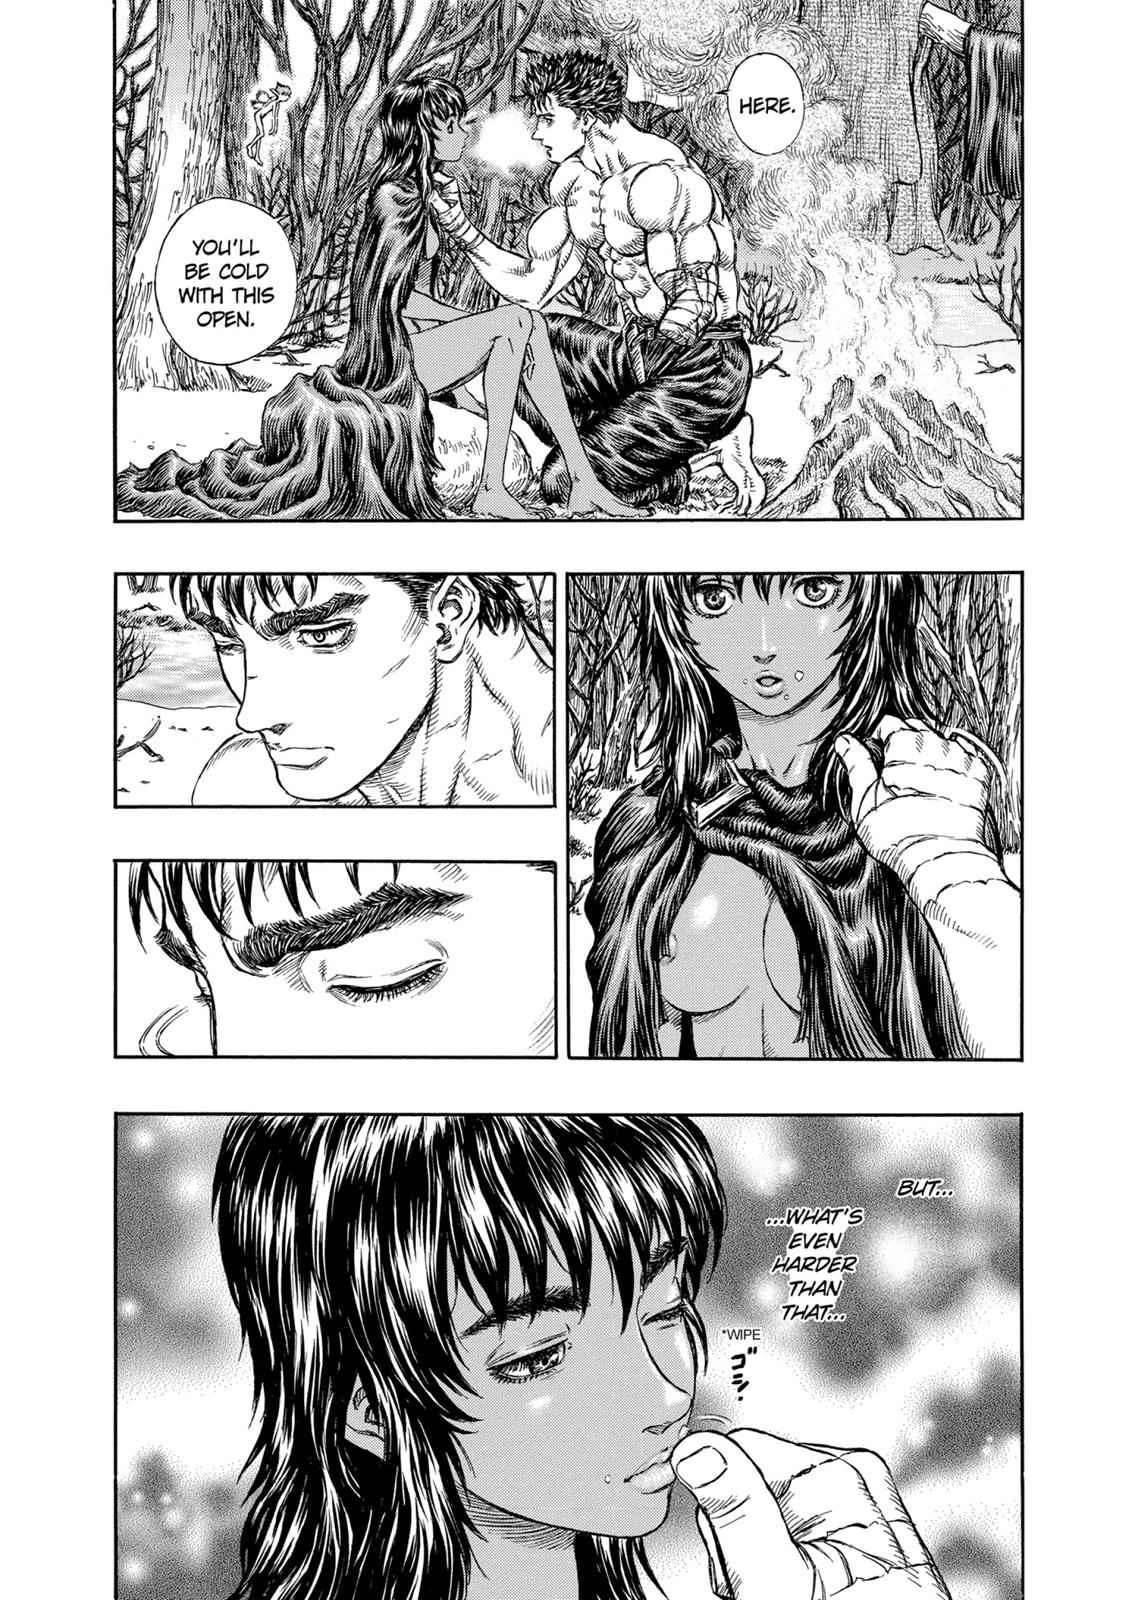 HERE.
YOU'LL
BE COLD
WITH THIS
OPEN.
BUT...
...WHAT'S
EVEN
HARDER
THAN
THAT...
*WIPE
ゴシ